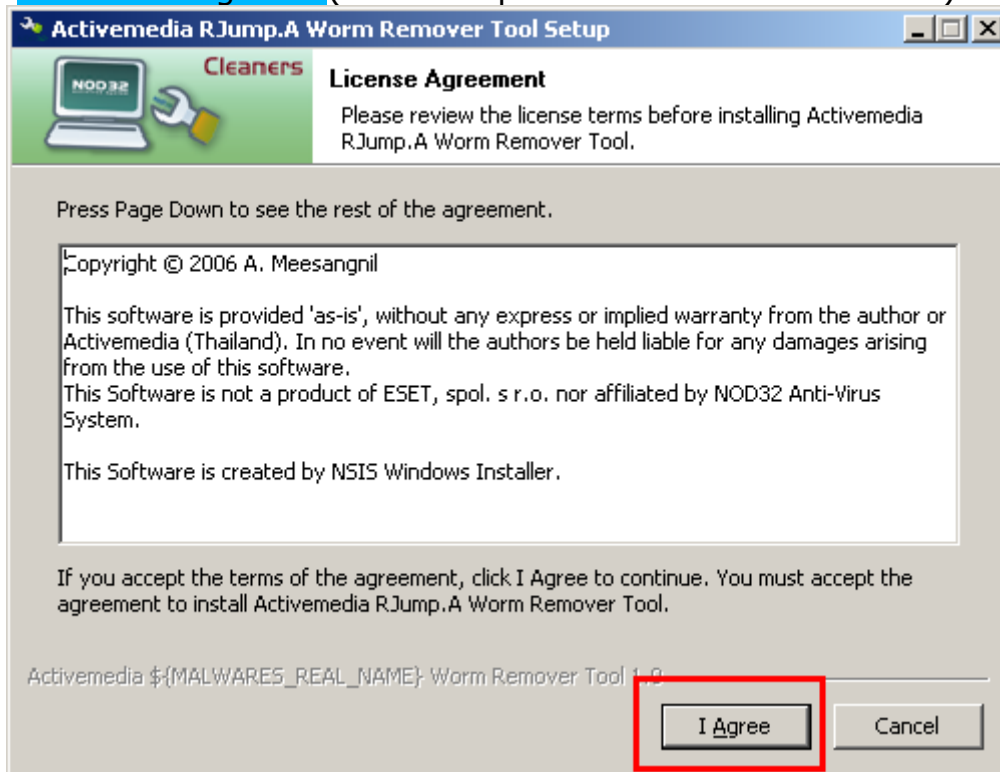 Activemedia RJump.A Worm Remover Tool Setup
NOD32
Cleaners
License Agreement
Please review the license terms before installing Activemedia
RJump.A Worm Remover Tool.
Press Page Down to see the rest of the agreement.
Copyright © 2006 A. Meesangnil
This software is provided 'as-is', without any express or implied warranty from the author or
Activemedia (Thailand). In no event will the authors be held liable for any damages arising
from the use of this software.
This Software is not a product of ESET, spol. s r.o. nor affiliated by NOD32 Anti-Virus
System.
This Software is created by NSIS Windows Installer.
If you accept the terms of the agreement, click I Agree to continue. You must accept the
agreement to install Activemedia RJump.A Worm Remover Tool.
Activemedia ${MALWARES_REAL_NAME} Worm Remover Tool 1.0
I Agree
Cancel